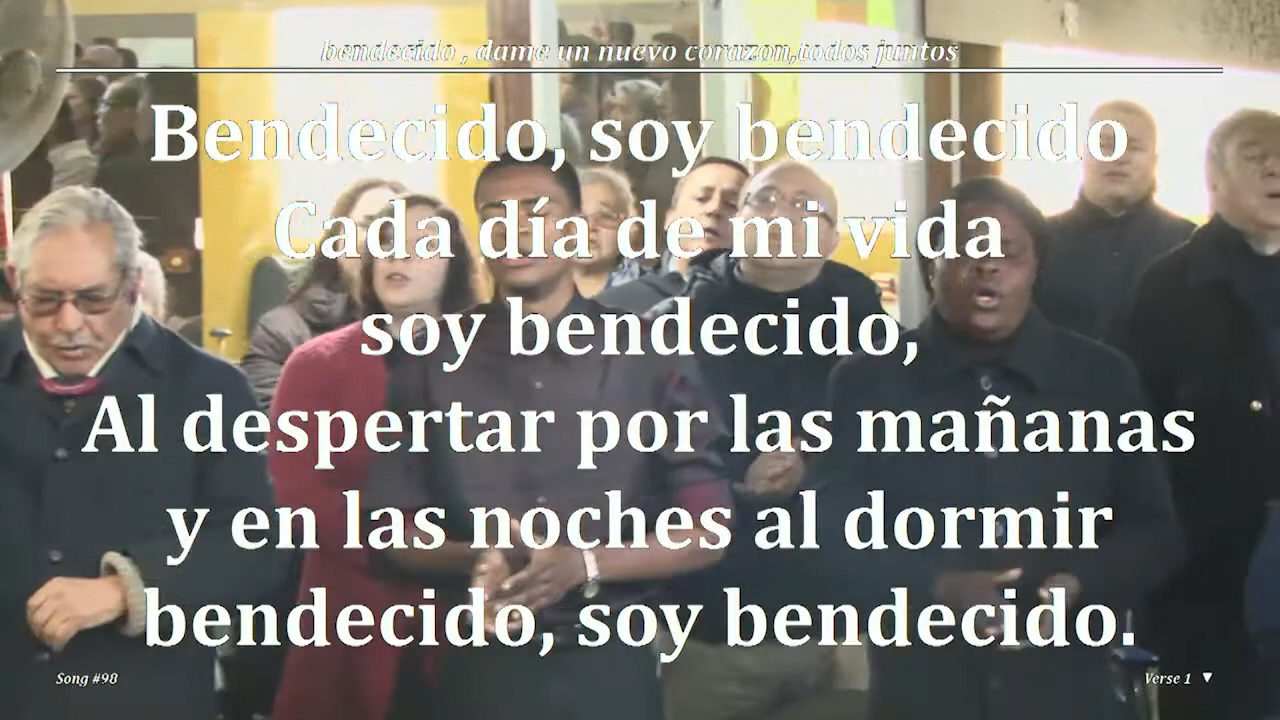 bendecido , dame un nuevo corazon,todos juntos
Bendecido, soy bendecido
Cada día de mi vida
soy bendecido,
Al despertar por las mañanas
y en las noches al dormir
bendecido, soy bendecido.
Song #98
Verse 1 ▼